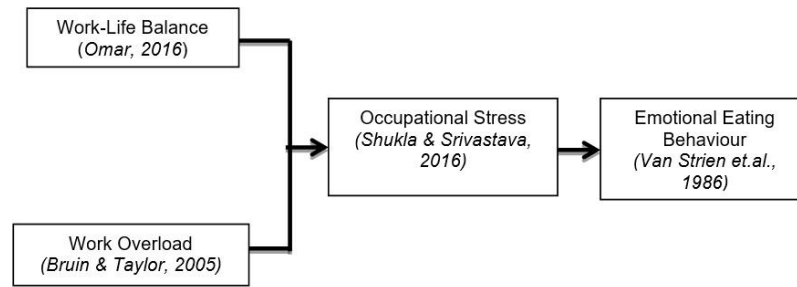 Work-Life Balance
(Omar, 2016)
Occupational Stress
(Shukla & Srivastava,
2016)
Emotional Eating
Behaviour
(Van Strien et.al.,
1986)
Work Overload
(Bruin & Taylor, 2005)